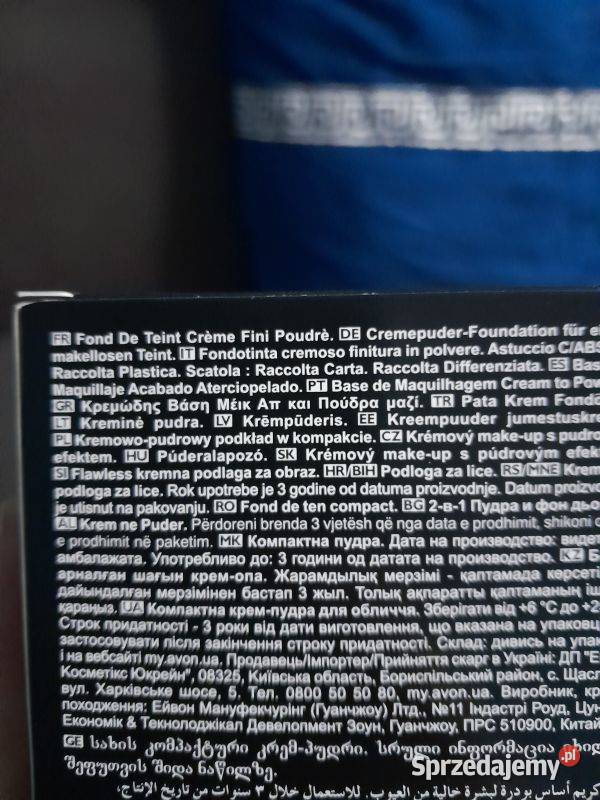 FR Fond De Teint Crème Fini Poudrè. DE Cremepuder-Foundation für ei
makellosen Teint. IT Fondotinta cremoso finitura in polvere. Astuccio C/ABS
Raccolta Plastica. Scatola : Raccolta Carta. Raccolta Differenziata. ES Bas
Maquillaje Acabado Aterciopelado. PT Base de Maquilhagem Cream to Pow
GR Κρεμώδης Βάση Μέικ Απ και Πούδρα μαζί. TR Pata Krem Fondö
LT Kreminė pudra. LV Krēmpūderis. EE Kreempuuder jumestuskre
PL Kremowo-pudrowy podkład w kompakcie. CZ Krémový make-up s pudro
efektem. HU Púderalapozó. SK Krémový make-up s púdrovým efekt
SI Flawless kremna podlaga za obraz. HR/BIH Podloga za lice. RS/MNE Krem
podloga za lice. Rok upotrebe je 3 godine od datuma proizvodnje. Datum proizvo
je utisnut na pakovanju. RO Fond de ten compact. BG 2-в-1 Пудра и фон дьо
AL Krem ne Puder. Përdoreni brenda 3 vjetësh që nga data e prodhimit, shikoni d
e prodhimit në paketim. MK Компактна пудра. Дата на производство: видет
амбалажата. Употребливо до: 3 години од датата на производство. KZ Б
арналған шағын крем-опа. Жарамдылық мерзімі - қаптамада көрсеті
дайындалған мерзімінен бастап 3 жыл. Толық ақпаратты қаптаманың іш
қараңыз. UA Компактна крем-пудра для обличчя. Зберігати від +6 °C до +2
Строк придатності - 3 роки від дати виготовлення, що вказана на упаковц
застосовувати після закінчення строку придатності. Склад: дивись на упак
і на вебсайті my.avon.ua. Продавець/Імпортер/Прийняття скарг в Україні: ДП "Е
Косметікс Юкрейн", 08325, Київська область, Бориспільський район, с. Щасл
вул. Харківське шосе, 5, Тел. 0800 50 50 80, my.avon.ua. Виробник, кр
походження: Ейвон Мануфекчурінг (Гуанчжоу) Лтд., №11 Індастрі Роуд, Цун
Економік & Текнолоджікал Девелопмент Зоун, Гуанчжоу, ПРС 510900, Китай
GE სახის კომპაქტური კრემ-პუდრი. სრული ინფორმაცია
შეფუთვის შიდა ნაწილზე.
كريم أساس بودرة لبشرة خالية من العيوب. للاستعمال خلال ٣ سنوات من تاريخ الإنتاج،
Sprzedajemy.pl